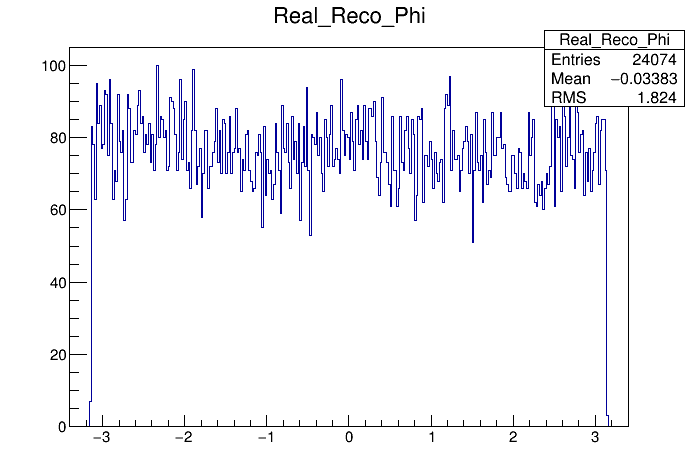 Real_Reco_Phi
Real_Reco_Phi
Entries 24074
Mean −0.03383
RMS 1.824
100
80
60
40
20
0
−3 −2 −1 0 1 2 3